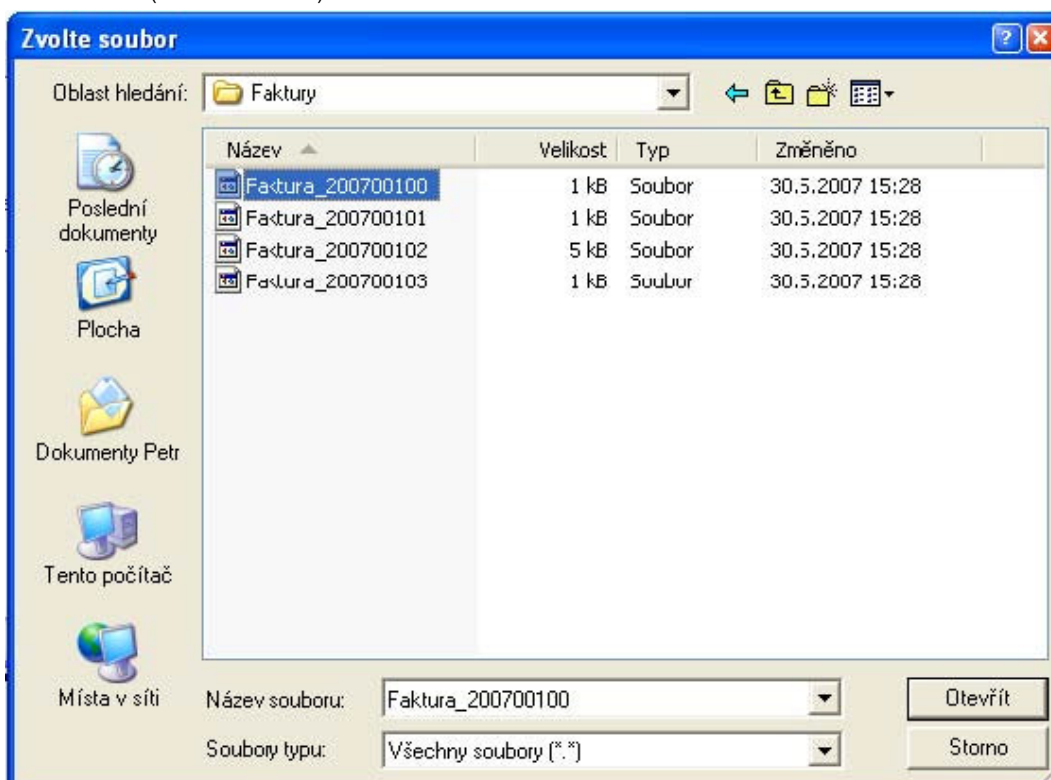 Zvolte soubor
Oblast hledání: Faktury
Název Velikost Typ Změněno
Faktura_200700100 1 kB Soubor 30.5.2007 15:28
Faktura_200700101 1 kB Soubor 30.5.2007 15:28
Faktura_200700102 5 kB Soubor 30.5.2007 15:28
Faktura_200700103 1 kB Soubor 30.5.2007 15:28
Poslední
dokumenty
Plocha
Dokumenty Petr
Tento počítač
Místa v síti
Název souboru: Faktura_200700100 Otevřít
Soubory typu: Všechny soubory (*.*) Storno